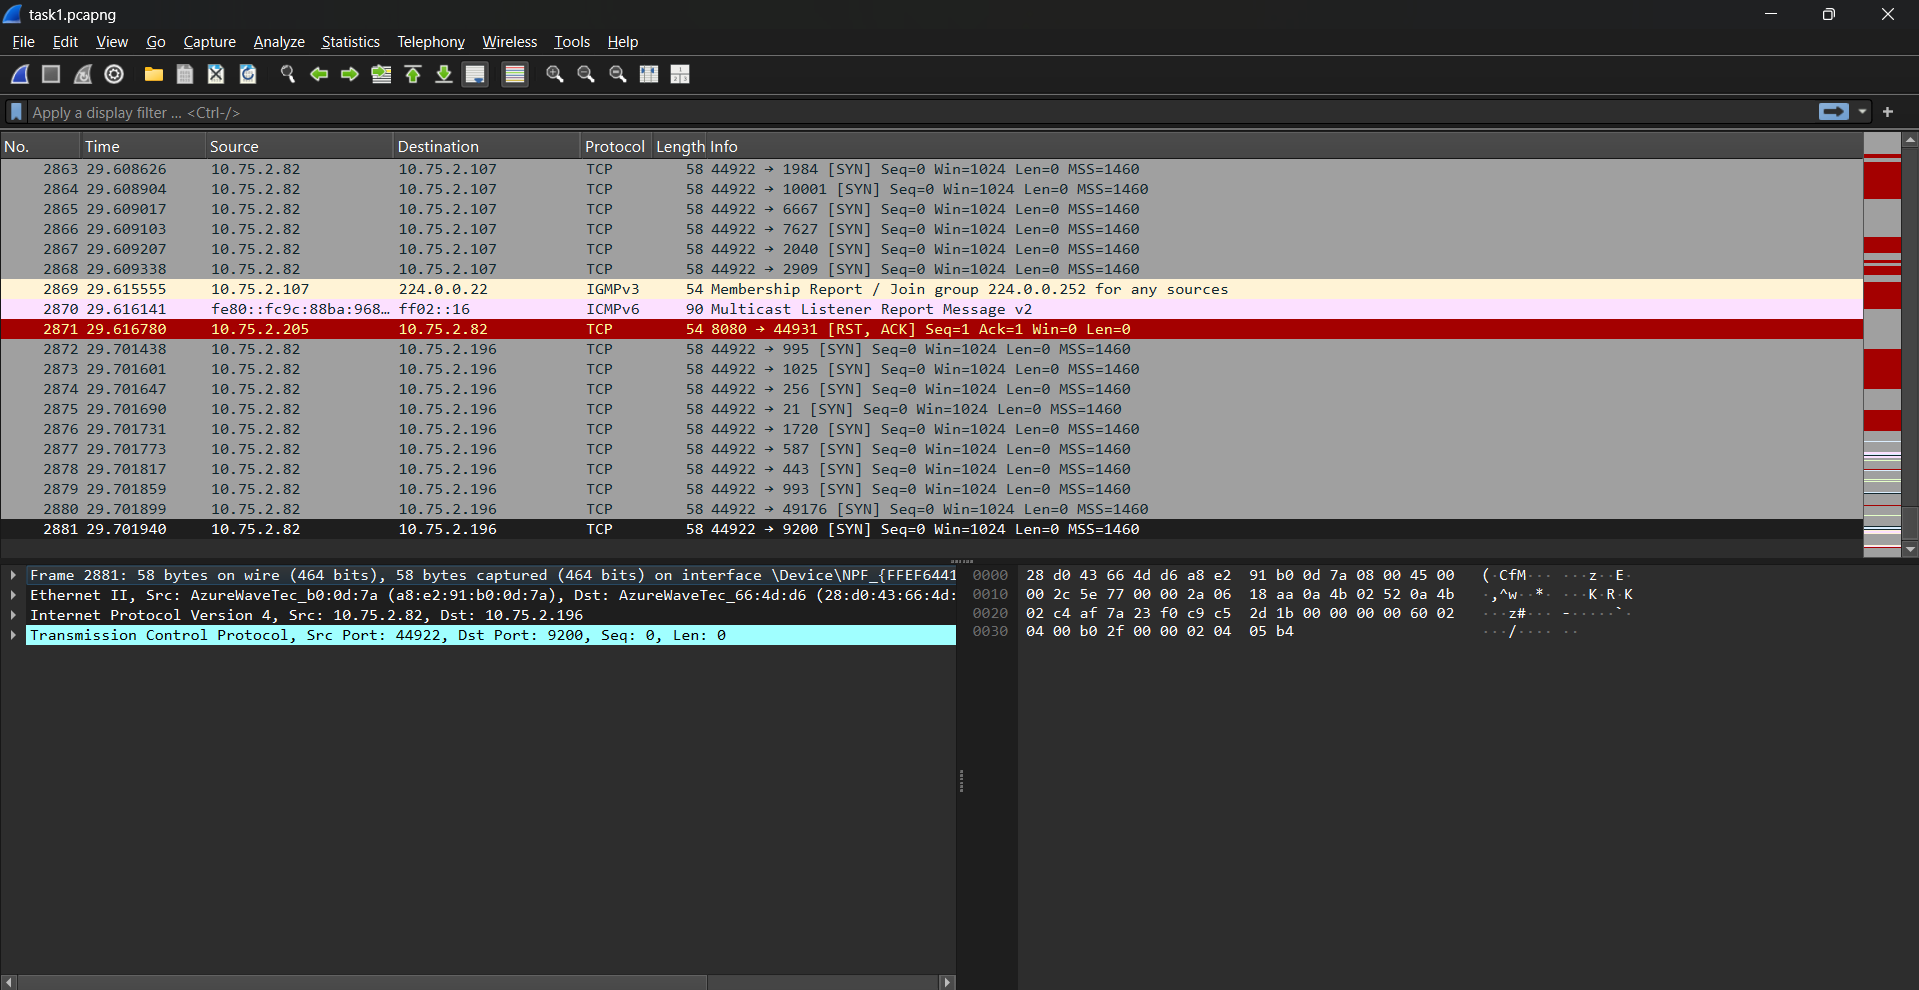 task1.pcapng
File Edit View Go Capture Analyze Statistics Telephony Wireless Tools Help
Apply a display filter ... <Ctrl-/>
No. Time Source Destination Protocol Length Info
2863 29.608626 10.75.2.82 10.75.2.107 TCP 58 44922 → 1984 [SYN] Seq=0 Win=1024 Len=0 MSS=1460
2864 29.608904 10.75.2.82 10.75.2.107 TCP 58 44922 → 10001 [SYN] Seq=0 Win=1024 Len=0 MSS=1460
2865 29.609017 10.75.2.82 10.75.2.107 TCP 58 44922 → 6667 [SYN] Seq=0 Win=1024 Len=0 MSS=1460
2866 29.609103 10.75.2.82 10.75.2.107 TCP 58 44922 → 7627 [SYN] Seq=0 Win=1024 Len=0 MSS=1460
2867 29.609207 10.75.2.82 10.75.2.107 TCP 58 44922 → 2040 [SYN] Seq=0 Win=1024 Len=0 MSS=1460
2868 29.609338 10.75.2.82 10.75.2.107 TCP 58 44922 → 2909 [SYN] Seq=0 Win=1024 Len=0 MSS=1460
2869 29.615555 10.75.2.107 224.0.0.22 IGMPv3 54 Membership Report / Join group 224.0.0.252 for any sources
2870 29.616141 fe80::fc9c:88ba:968… ff02::16 ICMPv6 90 Multicast Listener Report Message v2
2871 29.616780 10.75.2.205 10.75.2.82 TCP 54 8080 → 44931 [RST, ACK] Seq=1 Ack=1 Win=0 Len=0
2872 29.701438 10.75.2.82 10.75.2.196 TCP 58 44922 → 995 [SYN] Seq=0 Win=1024 Len=0 MSS=1460
2873 29.701601 10.75.2.82 10.75.2.196 TCP 58 44922 → 1025 [SYN] Seq=0 Win=1024 Len=0 MSS=1460
2874 29.701647 10.75.2.82 10.75.2.196 TCP 58 44922 → 256 [SYN] Seq=0 Win=1024 Len=0 MSS=1460
2875 29.701690 10.75.2.82 10.75.2.196 TCP 58 44922 → 21 [SYN] Seq=0 Win=1024 Len=0 MSS=1460
2876 29.701731 10.75.2.82 10.75.2.196 TCP 58 44922 → 1720 [SYN] Seq=0 Win=1024 Len=0 MSS=1460
2877 29.701773 10.75.2.82 10.75.2.196 TCP 58 44922 → 587 [SYN] Seq=0 Win=1024 Len=0 MSS=1460
2878 29.701817 10.75.2.82 10.75.2.196 TCP 58 44922 → 443 [SYN] Seq=0 Win=1024 Len=0 MSS=1460
2879 29.701859 10.75.2.82 10.75.2.196 TCP 58 44922 → 993 [SYN] Seq=0 Win=1024 Len=0 MSS=1460
2880 29.701899 10.75.2.82 10.75.2.196 TCP 58 44922 → 49176 [SYN] Seq=0 Win=1024 Len=0 MSS=1460
2881 29.701940 10.75.2.82 10.75.2.196 TCP 58 44922 → 9200 [SYN] Seq=0 Win=1024 Len=0 MSS=1460
Frame 2881: 58 bytes on wire (464 bits), 58 bytes captured (464 bits) on interface \Device\NPF_{FFEF6441
Ethernet II, Src: AzureWaveTec_b0:0d:7a (a8:e2:91:b0:0d:7a), Dst: AzureWaveTec_66:4d:d6 (28:d0:43:66:4d:
Internet Protocol Version 4, Src: 10.75.2.82, Dst: 10.75.2.196
Transmission Control Protocol, Src Port: 44922, Dst Port: 9200, Seq: 0, Len: 0
0000 28 d0 43 66 4d d6 a8 e2 91 b0 0d 7a 08 00 45 00 (·CfM··· ···z··E·
0010 00 2c 5e 77 00 00 2a 06 18 aa 0a 4b 02 52 0a 4b ·,^w··*· ···K·R·K
0020 02 c4 af 7a 23 f0 c9 c5 2d 1b 00 00 00 00 60 02 ···z#··· -·····`·
0030 04 00 b0 2f 00 00 02 04 05 b4 ···/···· ··